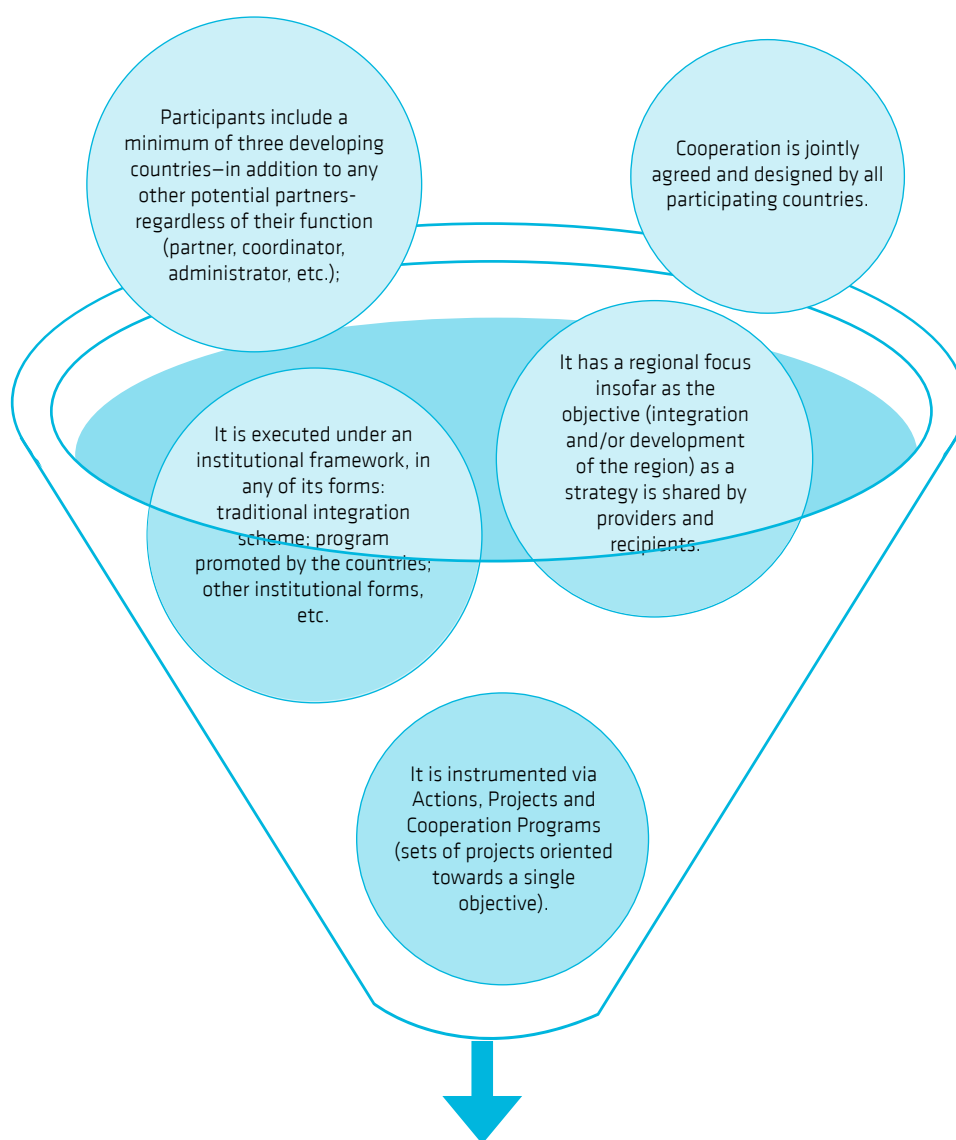 Participants include a
minimum of three developing
countries—in addition to any
other potential partners-
regardless of their function
(partner, coordinator,
administrator, etc.);
Cooperation is jointly
agreed and designed by all
participating countries.
It has a regional focus
insofar as the
objective (integration
and/or development
of the region) as a
strategy is shared by
providers and
recipients.
It is executed under an
institutional framework, in
any of its forms:
traditional integration
scheme; program
promoted by the countries;
other institutional forms,
etc.
It is instrumented via
Actions, Projects and
Cooperation Programs
(sets of projects oriented
towards a single
objective).